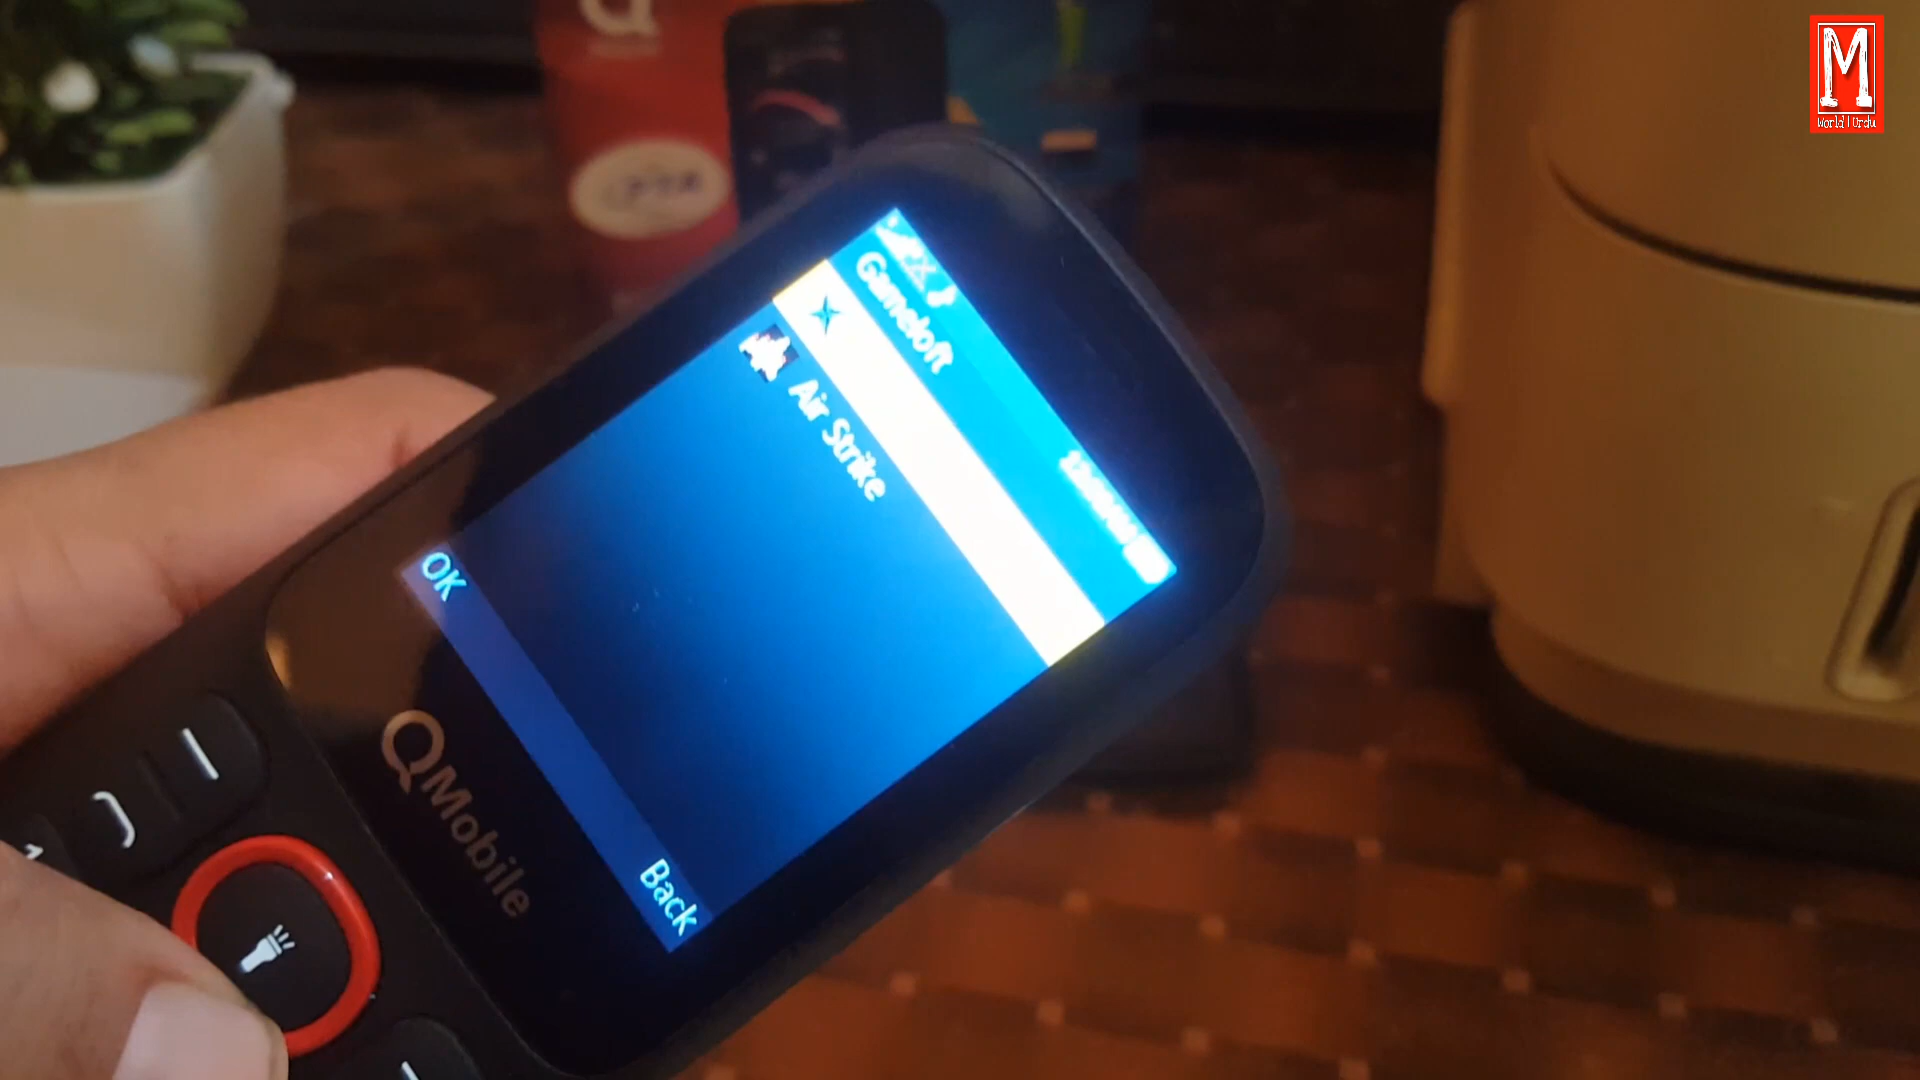 Gameloft
Air Strike
OK
Back
QMobile
M
World | Urdu